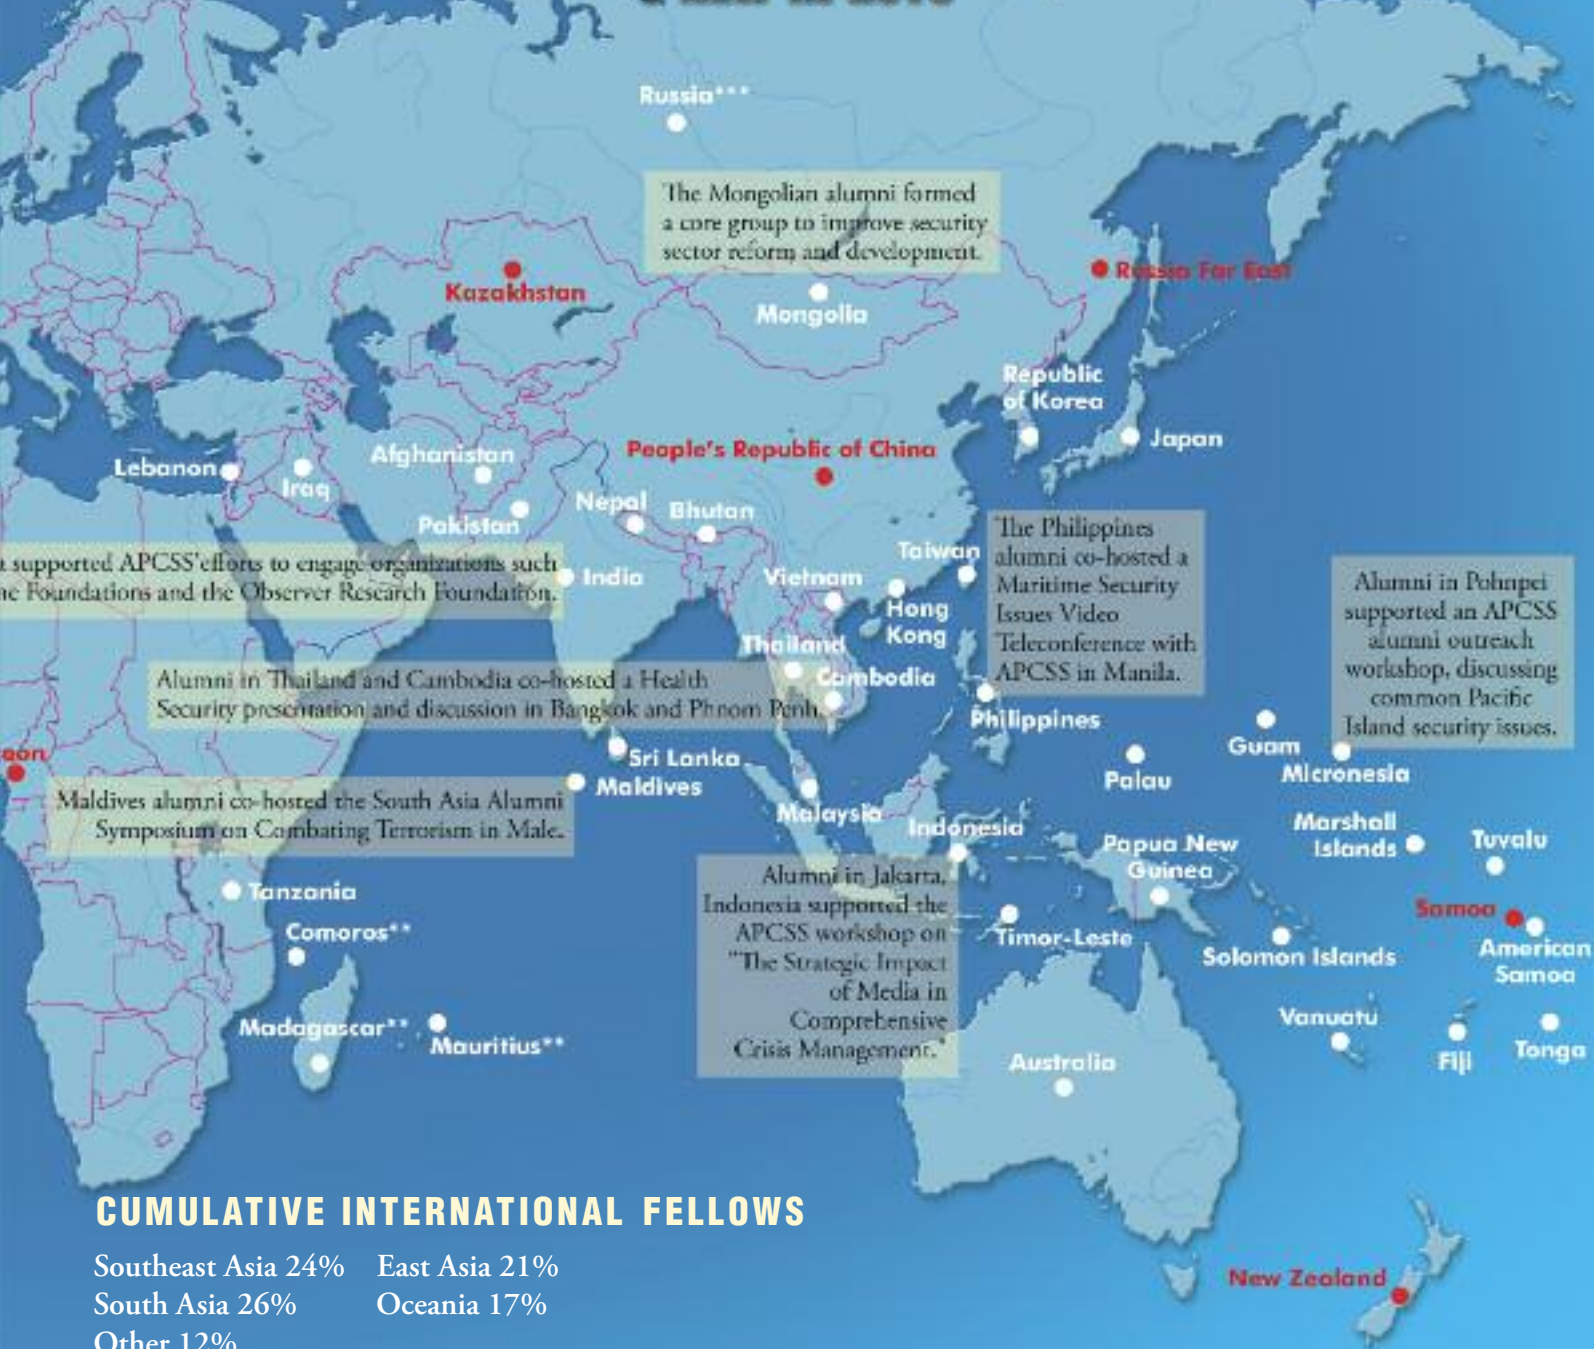 Russia***
The Mongolian alumni formed
a core group to improve security
sector reform and development.
Kazakhstan
Russia Far East
Mongolia
Republic
of Korea
Japan
People's Republic of China
Afghanistan
Lebanon
Iraq
Pakistan
Nepal
Bhutan
supported APCSS' efforts to engage organizations such
Foundations and the Observer Research Foundation.
India
Taiwan
Vietnam
Hong
Kong
The Philippines
alumni co-hosted a
Maritime Security
Issues Video
Teleconference with
APCSS in Manila.
Alumni in Pohnpei
supported an APCSS
alumni outreach
workshop, discussing
common Pacific
Island security issues.
Thailand
Cambodia
Alumni in Thailand and Cambodia co-hosted a Health
Security presentation and discussion in Bangkok and Phnom Penh.
Philippines
Guam
Micronesia
Palau
Sri Lanka
Maldives
Maldives alumni co-hosted the South Asia Alumni
Symposium on Combating Terrorism in Male.
Malaysia
Indonesia
Papua New
Guinea
Marshall
Islands
Tuvalu
Alumni in Jakarta,
Indonesia supported the
APCSS workshop on
"The Strategic Impact
of Media in
Comprehensive
Crisis Management."
Tanzania
Comoros**
Timor-Leste
Solomon Islands
Samoa
American
Samoa
Madagascar**
Mauritius**
Vanuatu
Fiji
Tonga
Australia
New Zealand
CUMULATIVE INTERNATIONAL FELLOWS
Southeast Asia 24% East Asia 21%
South Asia 26% Oceania 17%
Other 12%